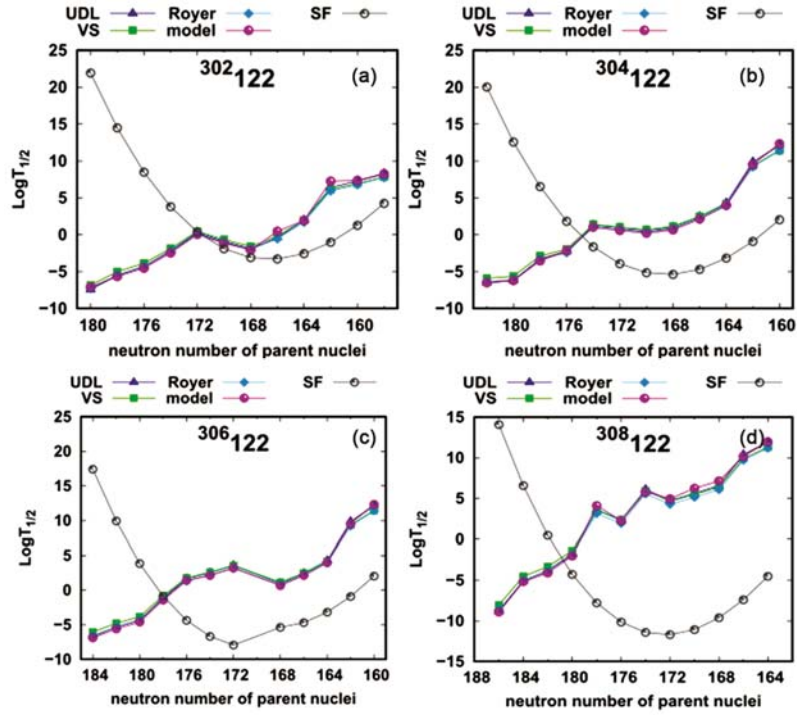 UDL Royer SF
VS model
25
20
15
10
5
0
−5
−10
LogT1/2
302122
(a)
180 176 172 168 164 160
neutron number of parent nuclei
UDL Royer SF
VS model
25
20
15
10
5
0
−5
−10
LogT1/2
304122
(b)
180 176 172 168 164 160
neutron number of parent nuclei
UDL Royer SF
VS model
25
20
15
10
5
0
−5
−10
LogT1/2
306122
(c)
184 180 176 172 168 164 160
neutron number of parent nuclei
UDL Royer SF
VS model
15
10
5
0
−5
−10
−15
LogT1/2
308122
(d)
188 184 180 176 172 168 164
neutron number of parent nuclei